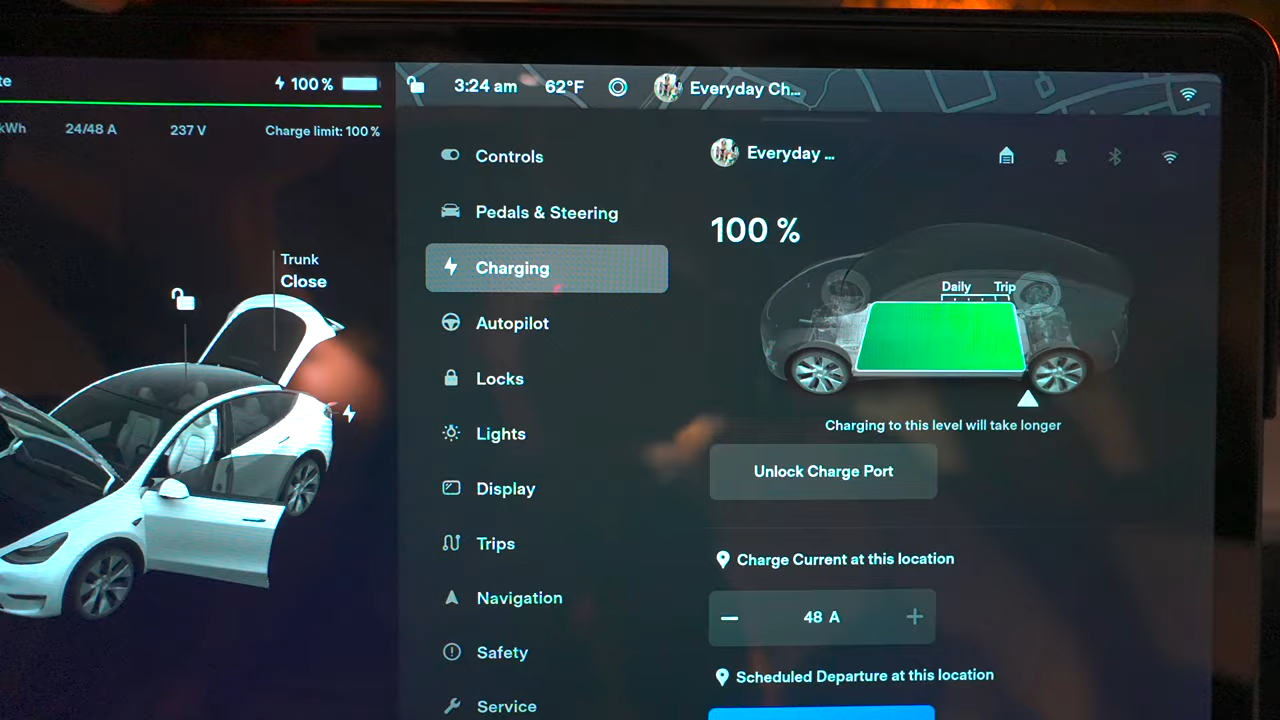 te
100 %
kWh
24/48 A
237 V
Charge limit: 100 %
Trunk
Close
3:24 am
62°F
Everyday Ch...
Controls
Pedals & Steering
Charging
Autopilot
Locks
Lights
Display
Trips
Navigation
Safety
Service
Everyday ...
100 %
Daily
Trip
Charging to this level will take longer
Unlock Charge Port
Charge Current at this location
48 A
Scheduled Departure at this location